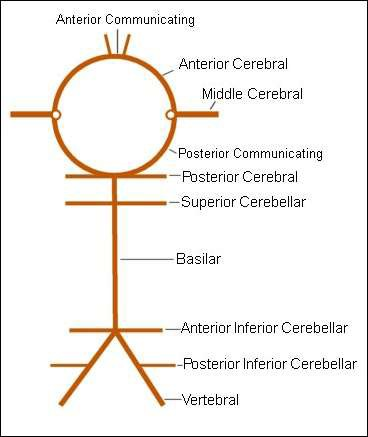 Anterior Communicating
Anterior Cerebral
Middle Cerebral
Posterior Communicating
Posterior Cerebral
Superior Cerebellar
Basilar
Anterior Inferior Cerebellar
Posterior Inferior Cerebellar
Vertebral